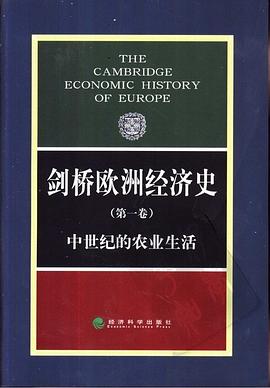 THE
CAMBRIDGE
ECONOMIC HISTORY
OF EUROPE
剑桥欧洲经济史
（第一卷）
中世纪的农业生活
经济科学出版社
Economic Science Press